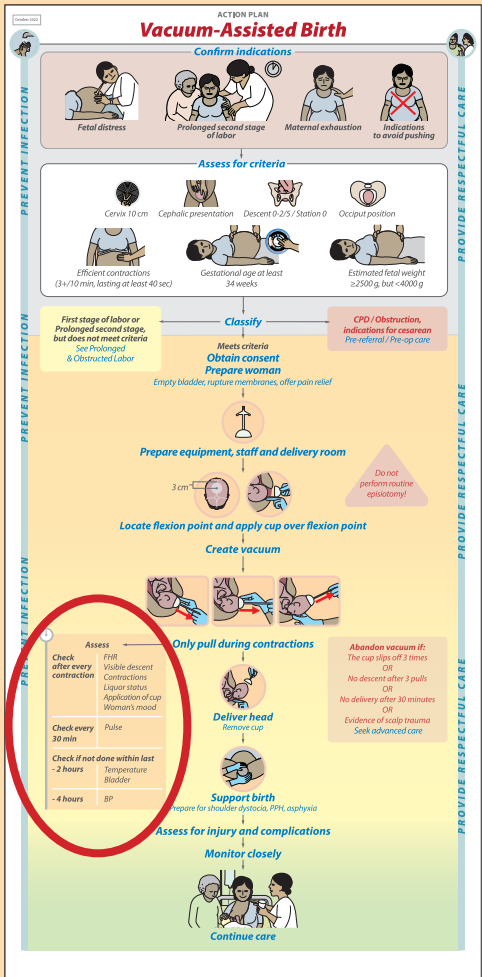 October 2022
ACTION PLAN
Vacuum-Assisted Birth
PREVENT INFECTION
PROVIDE RESPECTFUL CARE
Confirm indications
Fetal distress
Prolonged second stage
of labor
Maternal exhaustion
Indications
to avoid pushing
Assess for criteria
Cervix 10 cm
Cephalic presentation
Descent 0-2/5 / Station 0
Occiput position
Efficient contractions
(3+/10 min, lasting at least 40 sec)
Gestational age at least
34 weeks
Estimated fetal weight
≥2500 g, but <4000 g
First stage of labor or
Prolonged second stage,
but does not meet criteria
See Prolonged
& Obstructed Labor
Classify
CPD / Obstruction,
indications for cesarean
Pre-referral / Pre-op care
PREVENT INFECTION
PROVIDE RESPECTFUL CARE
Meets criteria
Obtain consent
Prepare woman
Empty bladder, rupture membranes, offer pain relief
Prepare equipment, staff and delivery room
3 cm
Do not
perform routine
episiotomy!
Locate flexion point and apply cup over flexion point
Create vacuum
PREVENT INFECTION
PROVIDE RESPECTFUL CARE
Only pull during contractions
Assess
Check
after every
contraction
FHR
Visible descent
Contractions
Liquor status
Application of cup
Woman's mood
Check every
30 min
Pulse
Check if not done within last
- 2 hours
Temperature
Bladder
- 4 hours
BP
Abandon vacuum if:
The cup slips off 3 times
OR
No descent after 3 pulls
OR
No delivery after 30 minutes
OR
Evidence of scalp trauma
Seek advanced care
Deliver head
Remove cup
Support birth
Prepare for shoulder dystocia, PPH, asphyxia
Assess for injury and complications
Monitor closely
Continue care